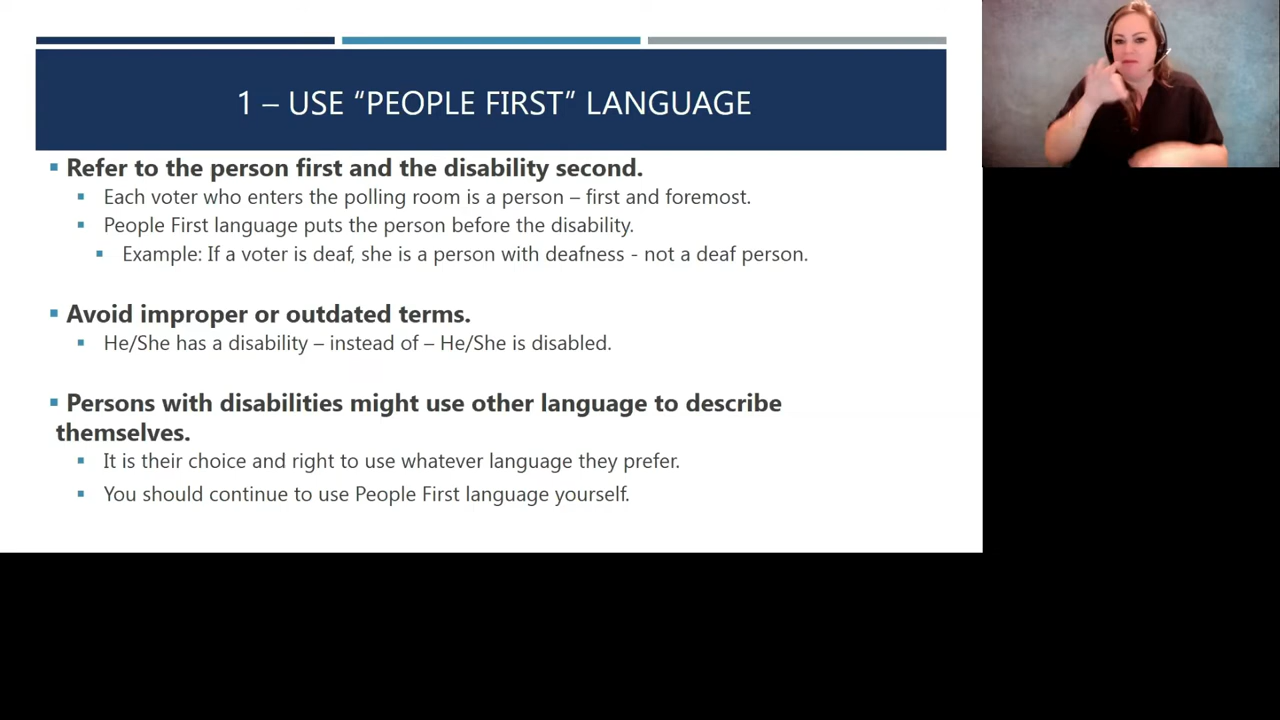 1 – USE “PEOPLE FIRST” LANGUAGE
▪ Refer to the person first and the disability second.
▪ Each voter who enters the polling room is a person – first and foremost.
▪ People First language puts the person before the disability.
▪ Example: If a voter is deaf, she is a person with deafness - not a deaf person.
▪ Avoid improper or outdated terms.
▪ He/She has a disability – instead of – He/She is disabled.
▪ Persons with disabilities might use other language to describe
themselves.
▪ It is their choice and right to use whatever language they prefer.
▪ You should continue to use People First language yourself.